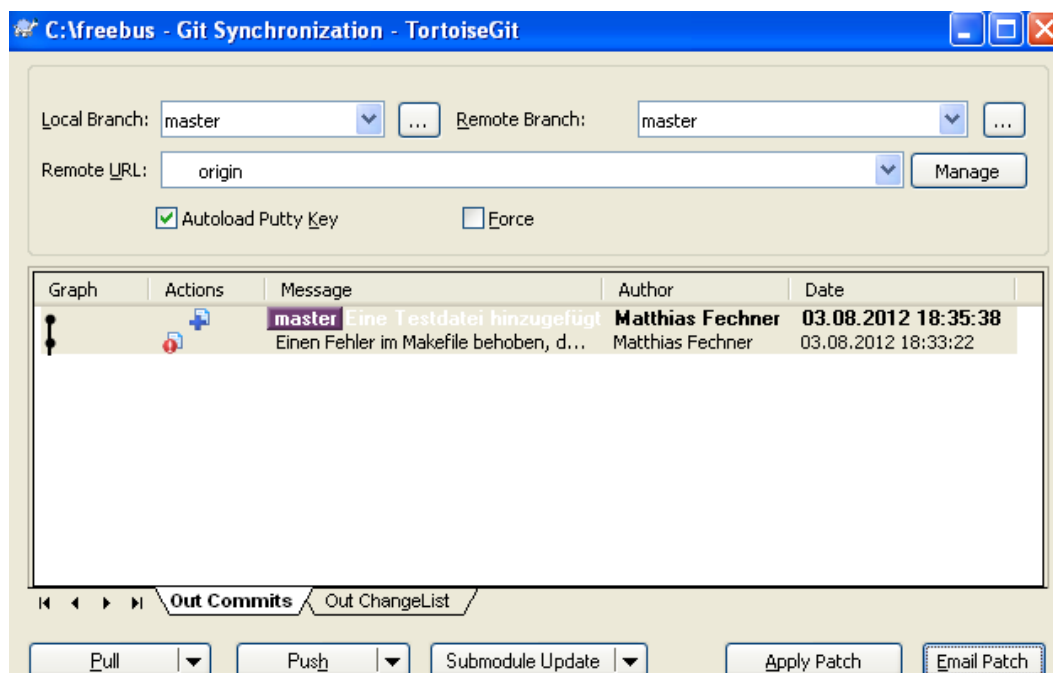 C:\freebus - Git Synchronization - TortoiseGit
Local Branch: master ... Remote Branch: master ...
Remote URL: origin Manage
Autoload Putty Key Force
Graph Actions Message Author Date
master Eine Testdatei hinzugefügt Matthias Fechner 03.08.2012 18:35:38
Einen Fehler im Makefile behoben, d... Matthias Fechner 03.08.2012 18:33:22
Out Commits Out ChangeList
Pull Push Submodule Update Apply Patch Email Patch